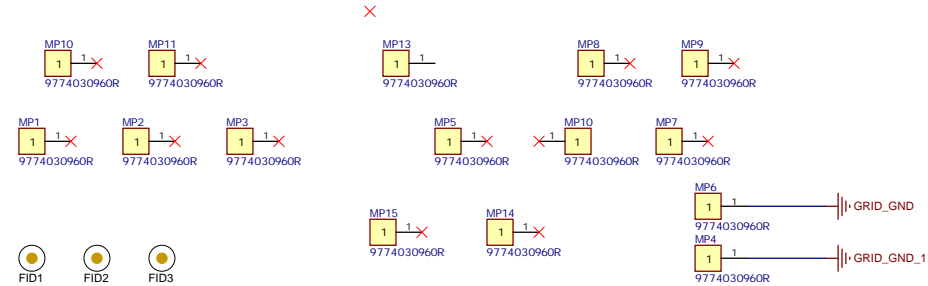 MP10 MP11 MP13 MP8 MP9
1 1 1 1 1 1 1 1 1 1
9774030960R 9774030960R 9774030960R 9774030960R 9774030960R
MP1 MP2 MP3 MP5 MP10 MP7
1 1 1 1 1 1 1 1 1 1 1 1
9774030960R 9774030960R 9774030960R 9774030960R 9774030960R 9774030960R
MP6
1 1 GRID_GND
9774030960R
MP15 MP14
1 1 1 1
9774030960R 9774030960R
MP4
1 1 GRID_GND_1
9774030960R
FID1 FID2 FID3